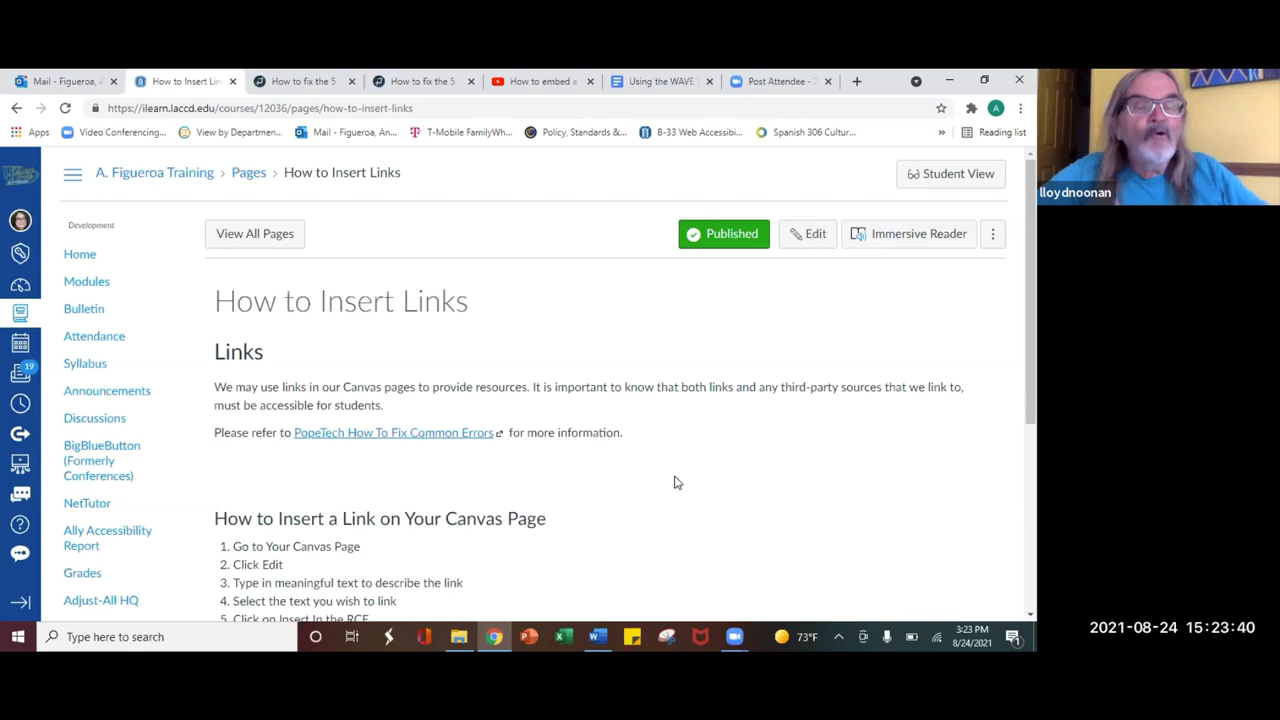 Mail - Figueroa,
How to Insert Lin
How to fix the 5
How to fix the 5
How to embed a
Using the WAVE
Post Attendee -
https://ilearn.laccd.edu/courses/12036/pages/how-to-insert-links
Apps
Video Conferencing...
View by Departmen...
Mail - Figueroa, An...
T-Mobile FamilyWh...
Policy, Standards &...
B-33 Web Accessibi...
Spanish 306 Cultur...
»
Reading list
lloydnoonan
A. Figueroa Training › Pages › How to Insert Links
Student View
Development
View All Pages
Published
Edit
Immersive Reader
Home
Modules
Bulletin
Attendance
Syllabus
Announcements
Discussions
BigBlueButton
(Formerly
Conferences)
NetTutor
Ally Accessibility
Report
Grades
Adjust-All HQ
19
How to Insert Links
Links
We may use links in our Canvas pages to provide resources. It is important to know that both links and any third-party sources that we link to,
must be accessible for students.
Please refer to PopeTech How To Fix Common Errors for more information.
How to Insert a Link on Your Canvas Page
1. Go to Your Canvas Page
2. Click Edit
3. Type in meaningful text to describe the link
4. Select the text you wish to link
5. Click on Insert In the RCE
Type here to search
73°F
3:23 PM
8/24/2021
2021-08-24 15:23:40